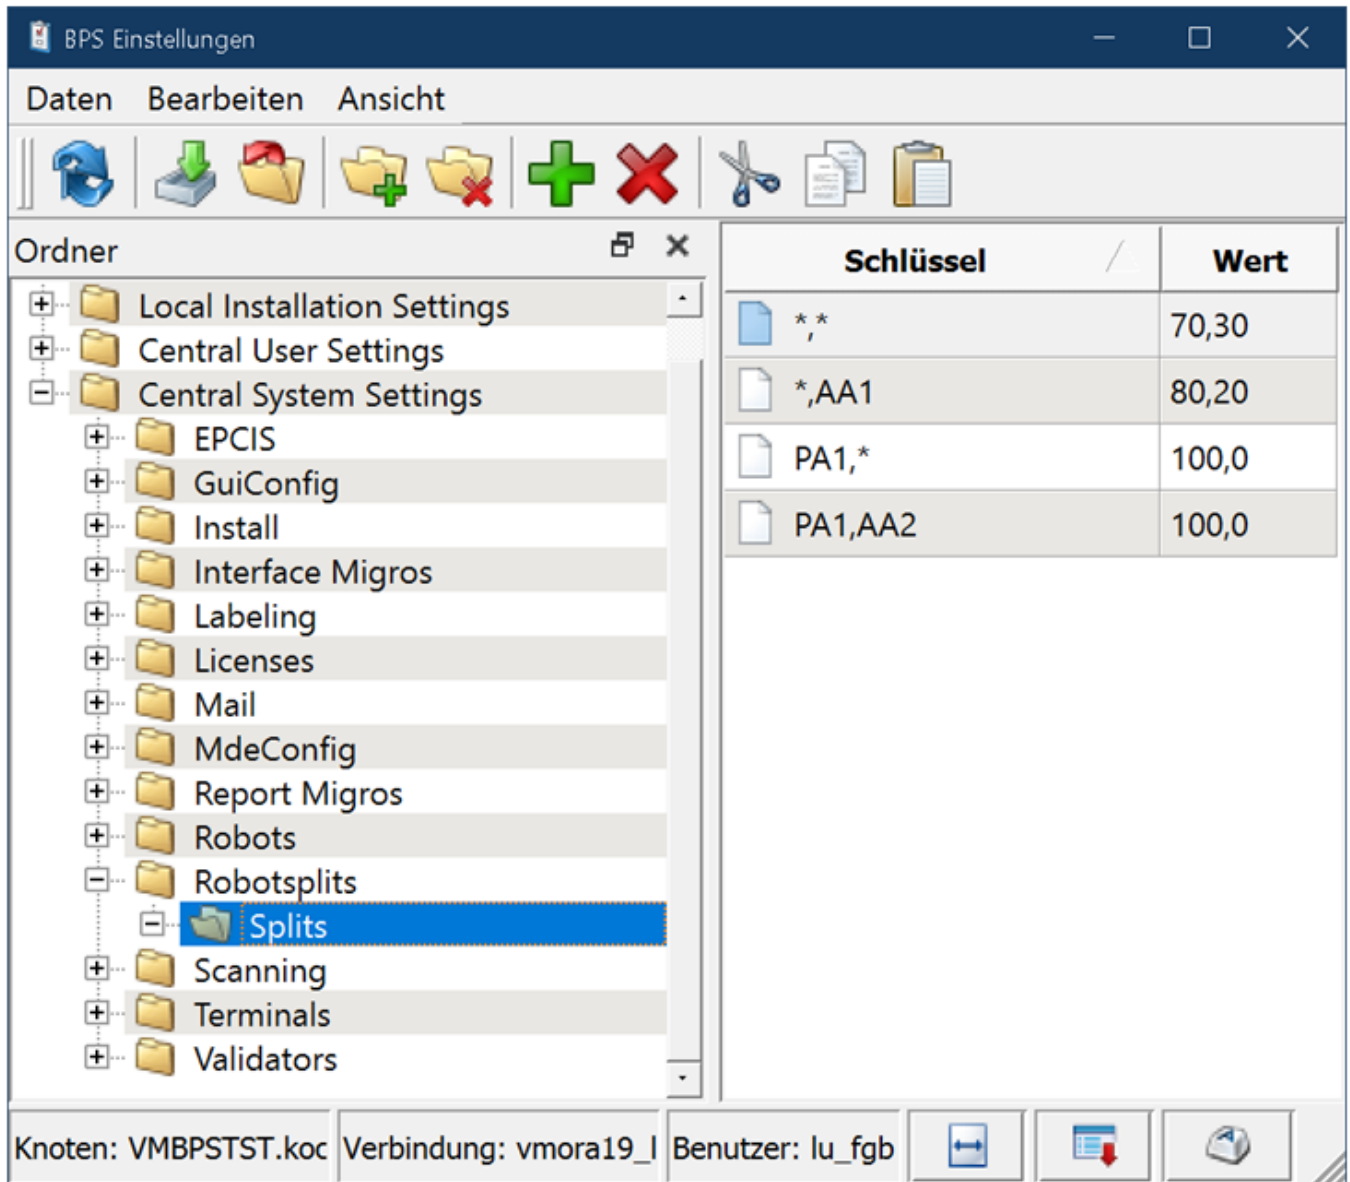 BPS Einstellungen
Daten Bearbeiten Ansicht
Ordner
Schlüssel Wert
Local Installation Settings
Central User Settings
Central System Settings
EPCIS
GuiConfig
Install
Interface Migros
Labeling
Licenses
Mail
MdeConfig
Report Migros
Robots
Robotsplits
Splits
Scanning
Terminals
Validators
*,* 70,30
*,AA1 80,20
PA1,* 100,0
PA1,AA2 100,0
Knoten: VMBPSTST.koc Verbindung: vmora19_l Benutzer: lu_fgb